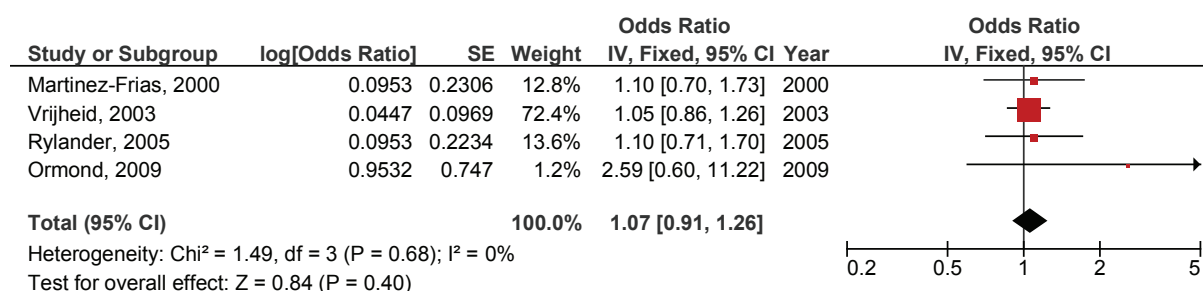 Odds Ratio Odds Ratio
Study or Subgroup log[Odds Ratio] SE Weight IV, Fixed, 95% CI Year IV, Fixed, 95% CI
Martinez-Frias, 2000 0.0953 0.2306 12.8% 1.10 [0.70, 1.73] 2000
Vrijheid, 2003 0.0447 0.0969 72.4% 1.05 [0.86, 1.26] 2003
Rylander, 2005 0.0953 0.2234 13.6% 1.10 [0.71, 1.70] 2005
Ormond, 2009 0.9532 0.747 1.2% 2.59 [0.60, 11.22] 2009
Total (95% CI) 100.0% 1.07 [0.91, 1.26]
Heterogeneity: Chi² = 1.49, df = 3 (P = 0.68); I² = 0%
Test for overall effect: Z = 0.84 (P = 0.40)
0.2 0.5 1 2 5